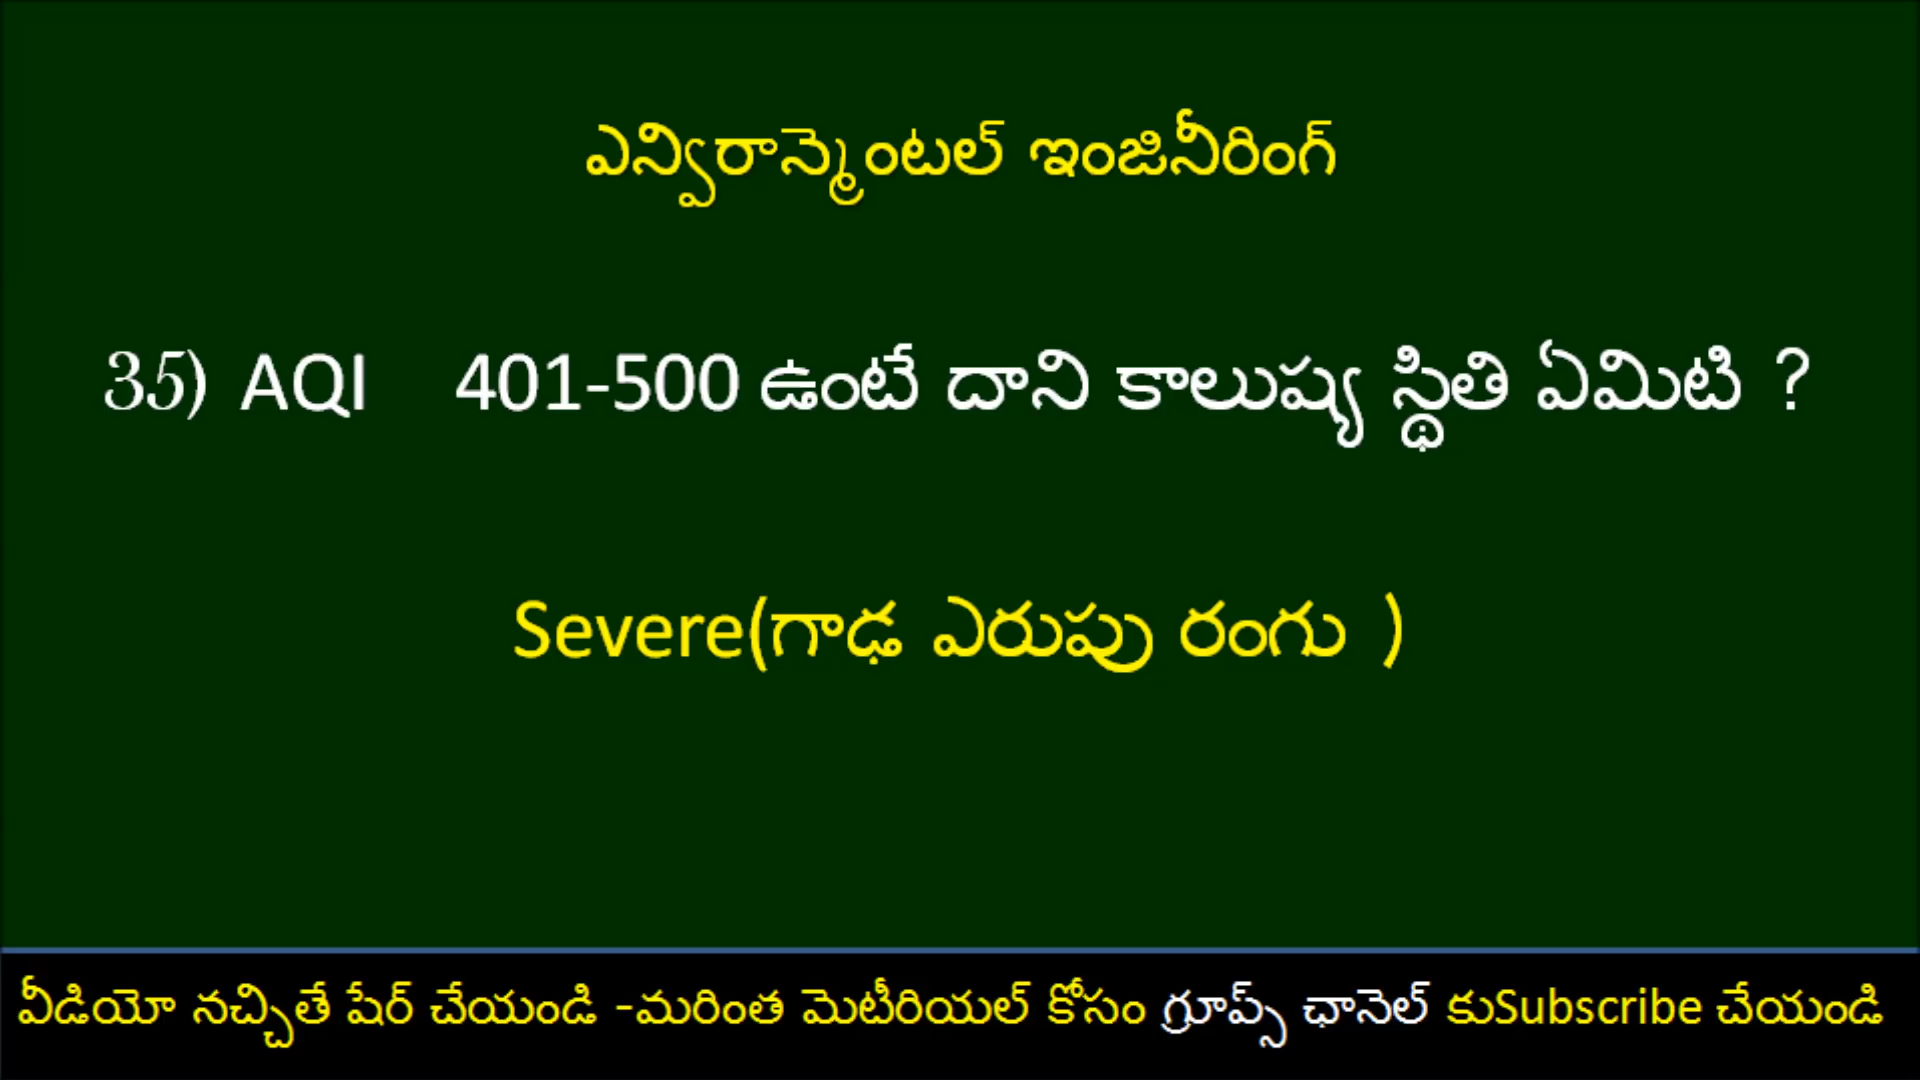 ఎన్విరాన్మెంటల్ ఇంజినీరింగ్
35) AQI 401-500 ఉంటే దాని కాలుష్య స్థితి ఏమిటి ?
Severe(గాఢ ఎరుపు రంగు )
వీడియో నచ్చితే షేర్ చేయండి -మరింత మెటీరియల్ కోసం గ్రూప్స్ ఛానెల్ కుSubscribe చేయండి